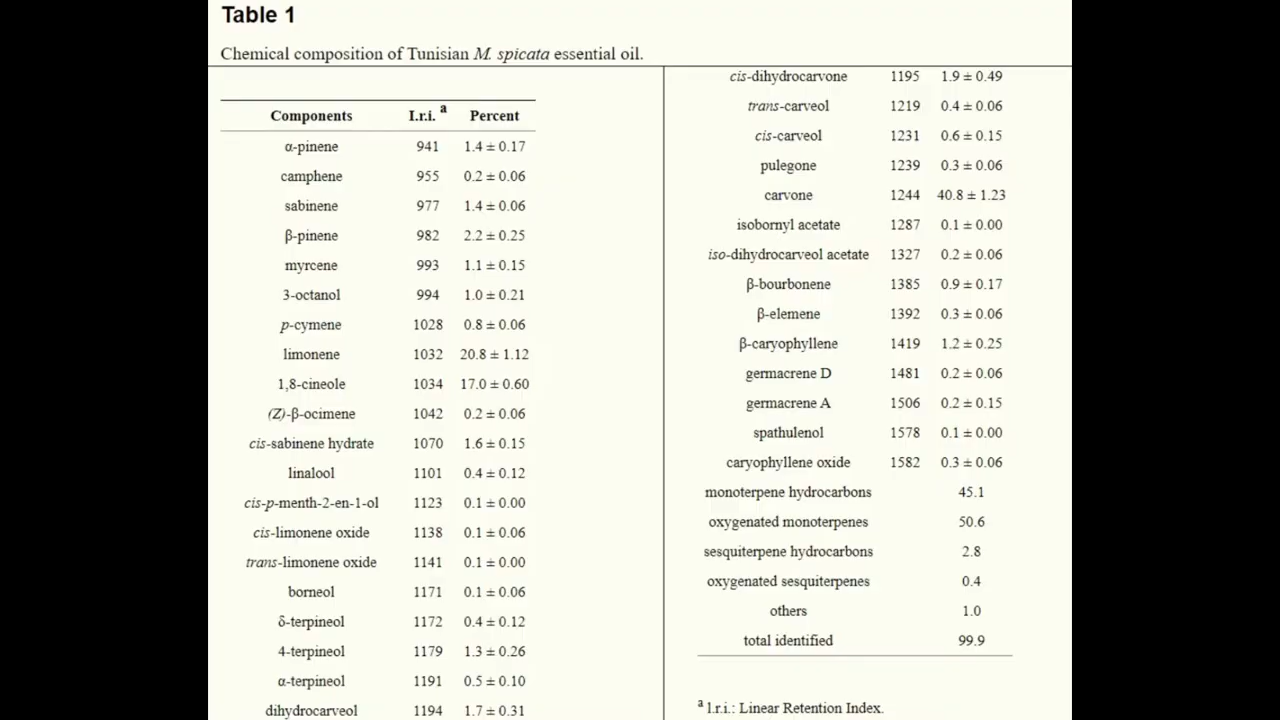 Table 1
Chemical composition of Tunisian M. spicata essential oil.
Components I.r.i. a Percent
α-pinene 941 1.4 ± 0.17
camphene 955 0.2 ± 0.06
sabinene 977 1.4 ± 0.06
β-pinene 982 2.2 ± 0.25
myrcene 993 1.1 ± 0.15
3-octanol 994 1.0 ± 0.21
p-cymene 1028 0.8 ± 0.06
limonene 1032 20.8 ± 1.12
1,8-cineole 1034 17.0 ± 0.60
(Z)-β-ocimene 1042 0.2 ± 0.06
cis-sabinene hydrate 1070 1.6 ± 0.15
linalool 1101 0.4 ± 0.12
cis-p-menth-2-en-1-ol 1123 0.1 ± 0.00
cis-limonene oxide 1138 0.1 ± 0.06
trans-limonene oxide 1141 0.1 ± 0.00
borneol 1171 0.1 ± 0.06
δ-terpineol 1172 0.4 ± 0.12
4-terpineol 1179 1.3 ± 0.26
α-terpineol 1191 0.5 ± 0.10
dihydrocarveol 1194 1.7 ± 0.31
cis-dihydrocarvone 1195 1.9 ± 0.49
trans-carveol 1219 0.4 ± 0.06
cis-carveol 1231 0.6 ± 0.15
pulegone 1239 0.3 ± 0.06
carvone 1244 40.8 ± 1.23
isobornyl acetate 1287 0.1 ± 0.00
iso-dihydrocarveol acetate 1327 0.2 ± 0.06
β-bourbonene 1385 0.9 ± 0.17
β-elemene 1392 0.3 ± 0.06
β-caryophyllene 1419 1.2 ± 0.25
germacrene D 1481 0.2 ± 0.06
germacrene A 1506 0.2 ± 0.15
spathulenol 1578 0.1 ± 0.00
caryophyllene oxide 1582 0.3 ± 0.06
monoterpene hydrocarbons 45.1
oxygenated monoterpenes 50.6
sesquiterpene hydrocarbons 2.8
oxygenated sesquiterpenes 0.4
others 1.0
total identified 99.9
a l.r.i.: Linear Retention Index.